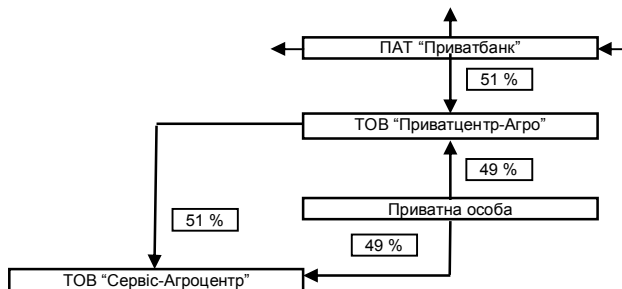 ПАТ “Приватбанк”
51 %
ТОВ “Приватцентр-Агро”
49 %
Приватна особа
51 %
49 %
ТОВ “Сервіс-Агроцентр”